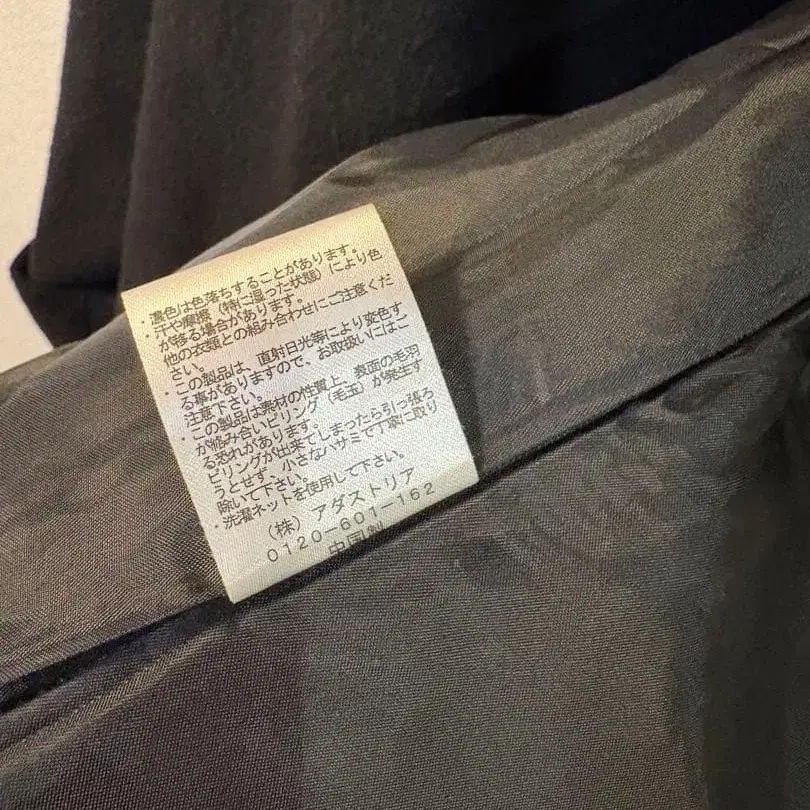 ・濃色は色落ちすることがあります。
・汗や摩擦（特に湿った状態）により色
が移る場合があります。
他の衣類との組み合わせにご注意くだ
さい。
・この製品は、直射日光等により変色す
る事がありますので、お取扱いにはご
注意下さい。
・この製品は素材の性質上、表面の毛羽
が絡み合いピリング（毛玉）が発生す
る恐れがあります。
ピリングが出来てしまったら引っ張ろ
うとせず、小さなハサミで丁寧に取り
除いて下さい。
・洗濯ネットを使用して下さい。
（株）アダストリア
0120-601-162
中国製